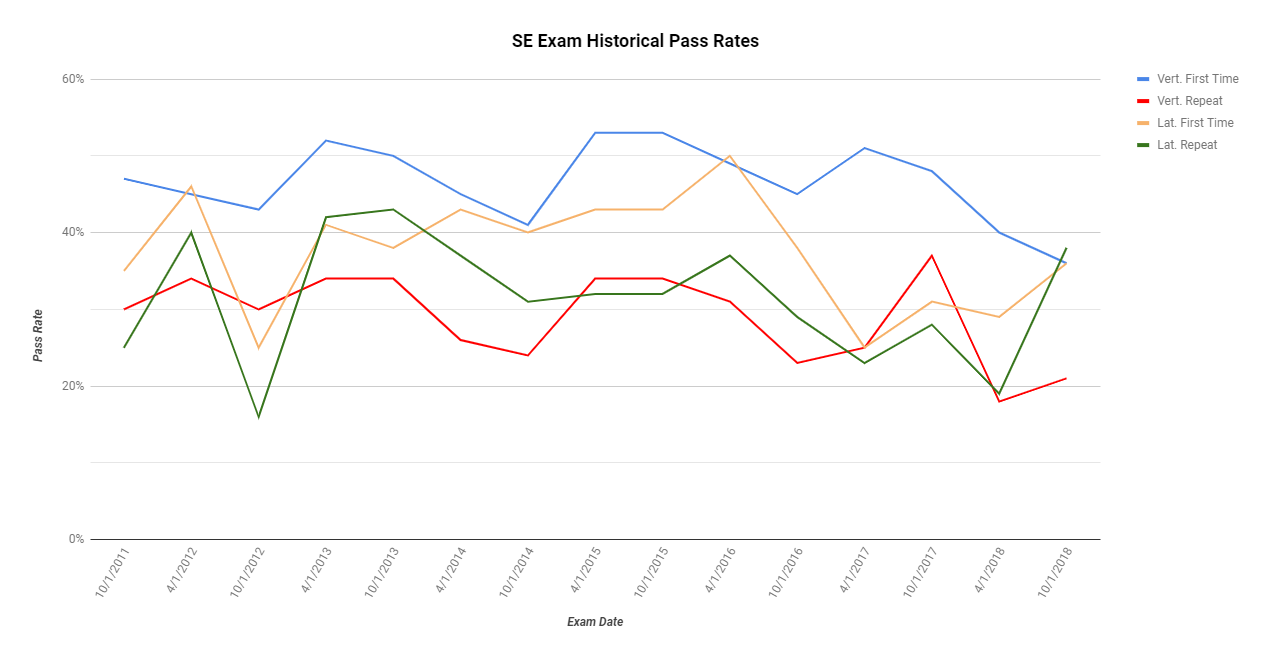 SE Exam Historical Pass Rates
60%
40%
20%
0%
Pass Rate
10/1/2011
4/1/2012
10/1/2012
4/1/2013
10/1/2013
4/1/2014
10/1/2014
4/1/2015
10/1/2015
4/1/2016
10/1/2016
4/1/2017
10/1/2017
4/1/2018
10/1/2018
Exam Date
Vert. First Time
Vert. Repeat
Lat. First Time
Lat. Repeat